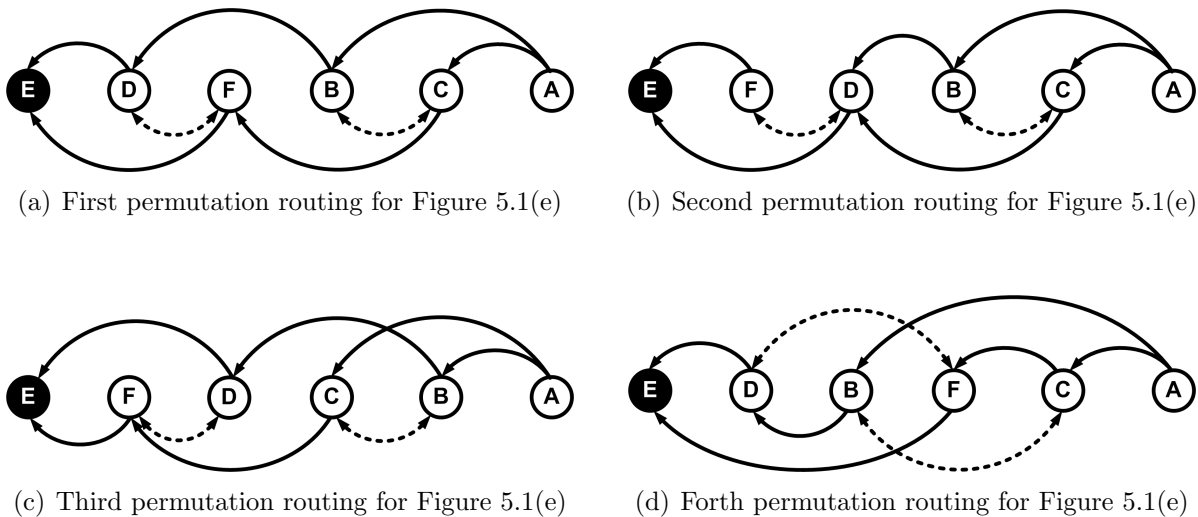 E D F B C A
E F D B C A
(a) First permutation routing for Figure 5.1(e)
(b) Second permutation routing for Figure 5.1(e)
E F D C B A
E D B F C A
(c) Third permutation routing for Figure 5.1(e)
(d) Forth permutation routing for Figure 5.1(e)